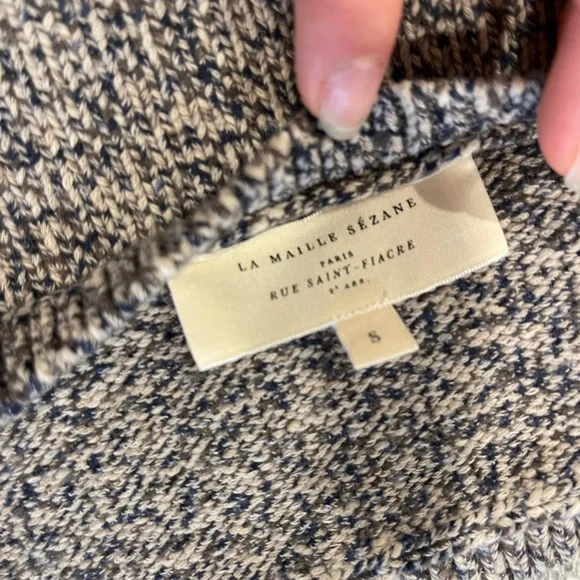 LA MAILLE SÉZANE
PARIS
RUE SAINT-FIACRE
2e ARR.
S